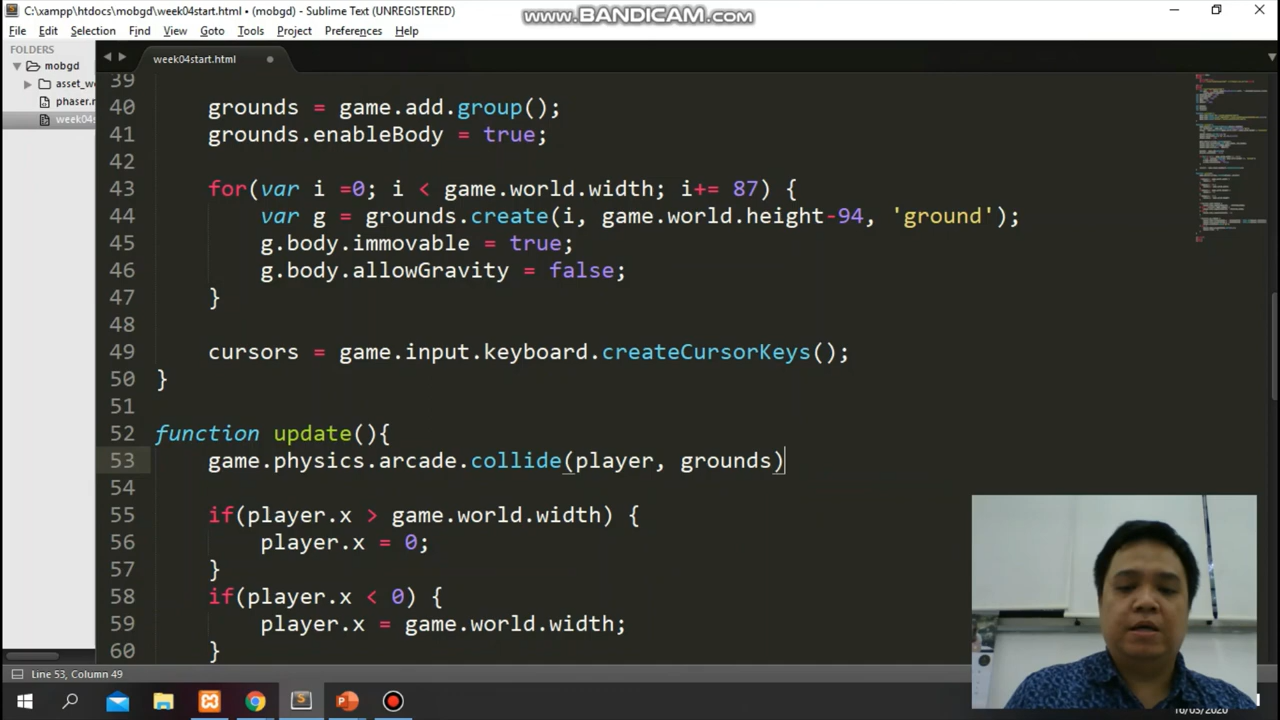 C:\xampp\htdocs\mobgd\week04start.html • (mobgd) - Sublime Text (UNREGISTERED)
www.BANDICAM.com
File Edit Selection Find View Goto Tools Project Preferences Help
FOLDERS
mobgd
asset_w
phaser.m
week04s
week04start.html
39
40 grounds = game.add.group();
41 grounds.enableBody = true;
42
43 for(var i =0; i < game.world.width; i+= 87) {
44 var g = grounds.create(i, game.world.height-94, 'ground');
45 g.body.immovable = true;
46 g.body.allowGravity = false;
47 }
48
49 cursors = game.input.keyboard.createCursorKeys();
50 }
51
52 function update(){
53 game.physics.arcade.collide(player, grounds)
54
55 if(player.x > game.world.width) {
56 player.x = 0;
57 }
58 if(player.x < 0) {
59 player.x = game.world.width;
60 }
Line 53, Column 49